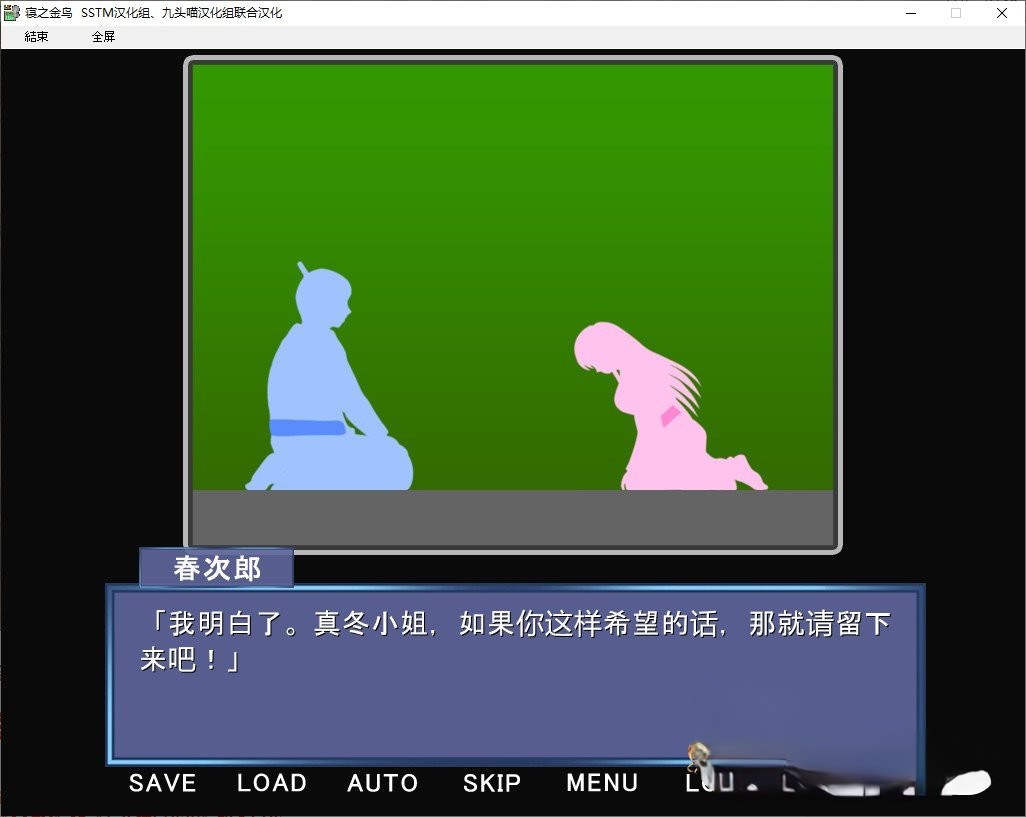 寝之金鸟 SSTM汉化组、九头喵汉化组联合汉化
結束 全屏
春次郎
「我明白了。真冬小姐，如果你这样希望的话，那就请留下
来吧！」
SAVE LOAD AUTO SKIP MENU